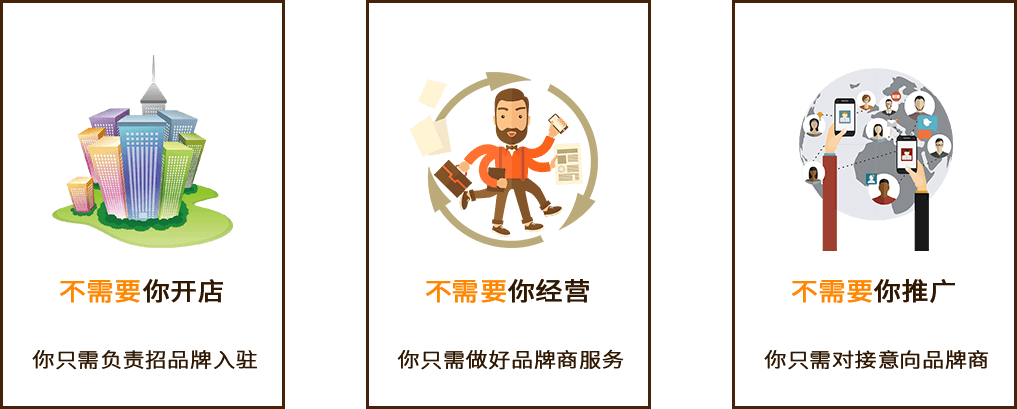 不需要你开店
你只需负责招品牌入驻
不需要你经营
你只需做好品牌商服务
不需要你推广
你只需对接意向品牌商